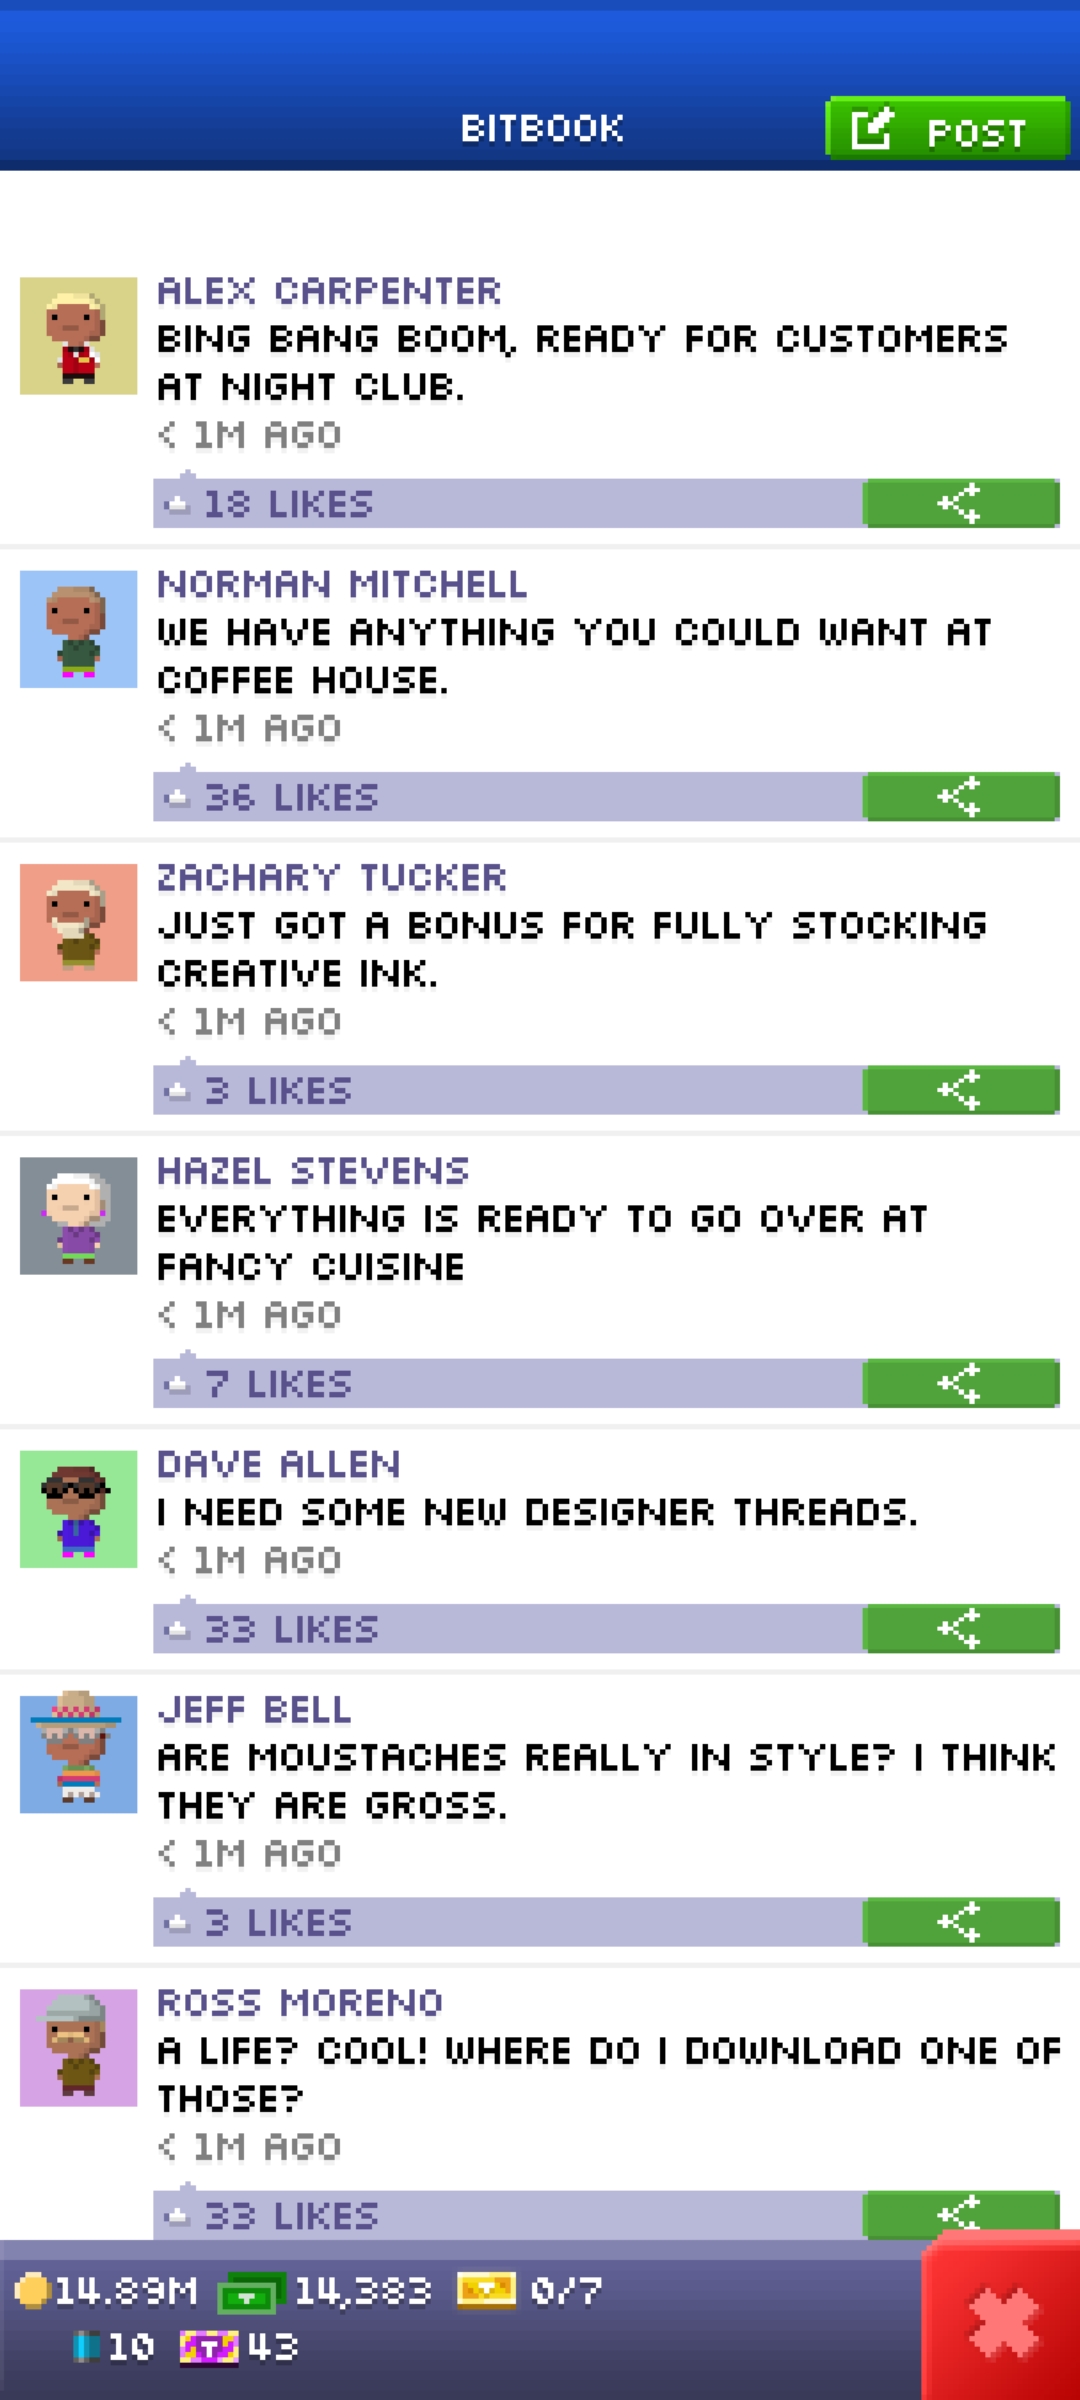 BITBOOK
POST
ALEX CARPENTER
BING BANG BOOM, READY FOR CUSTOMERS
AT NIGHT CLUB.
< 1M AGO
18 LIKES
NORMAN MITCHELL
WE HAVE ANYTHING YOU COULD WANT AT
COFFEE HOUSE.
< 1M AGO
36 LIKES
ZACHARY TUCKER
JUST GOT A BONUS FOR FULLY STOCKING
CREATIVE INK.
< 1M AGO
3 LIKES
HAZEL STEVENS
EVERYTHING IS READY TO GO OVER AT
FANCY CUISINE
< 1M AGO
7 LIKES
DAVE ALLEN
I NEED SOME NEW DESIGNER THREADS.
< 1M AGO
33 LIKES
JEFF BELL
ARE MOUSTACHES REALLY IN STYLE? I THINK
THEY ARE GROSS.
< 1M AGO
3 LIKES
ROSS MORENO
A LIFE? COOL! WHERE DO I DOWNLOAD ONE OF
THOSE?
< 1M AGO
33 LIKES
14.89M 14,383 0/7
10 43